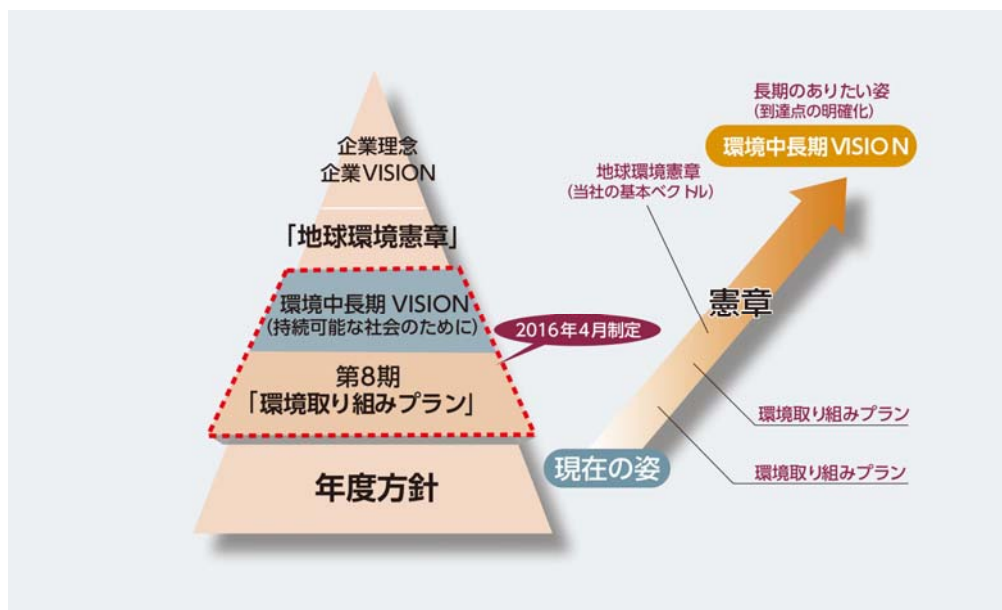 企業理念
企業VISION
「地球環境憲章」
環境中長期 VISION
(持続可能な社会のために)
2016年4月制定
第8期
「環境取り組みプラン」
年度方針
長期のありたい姿
(到達点の明確化)
環境中長期VISION
地球環境憲章
(当社の基本ベクトル)
憲章
環境取り組みプラン
環境取り組みプラン
現在の姿